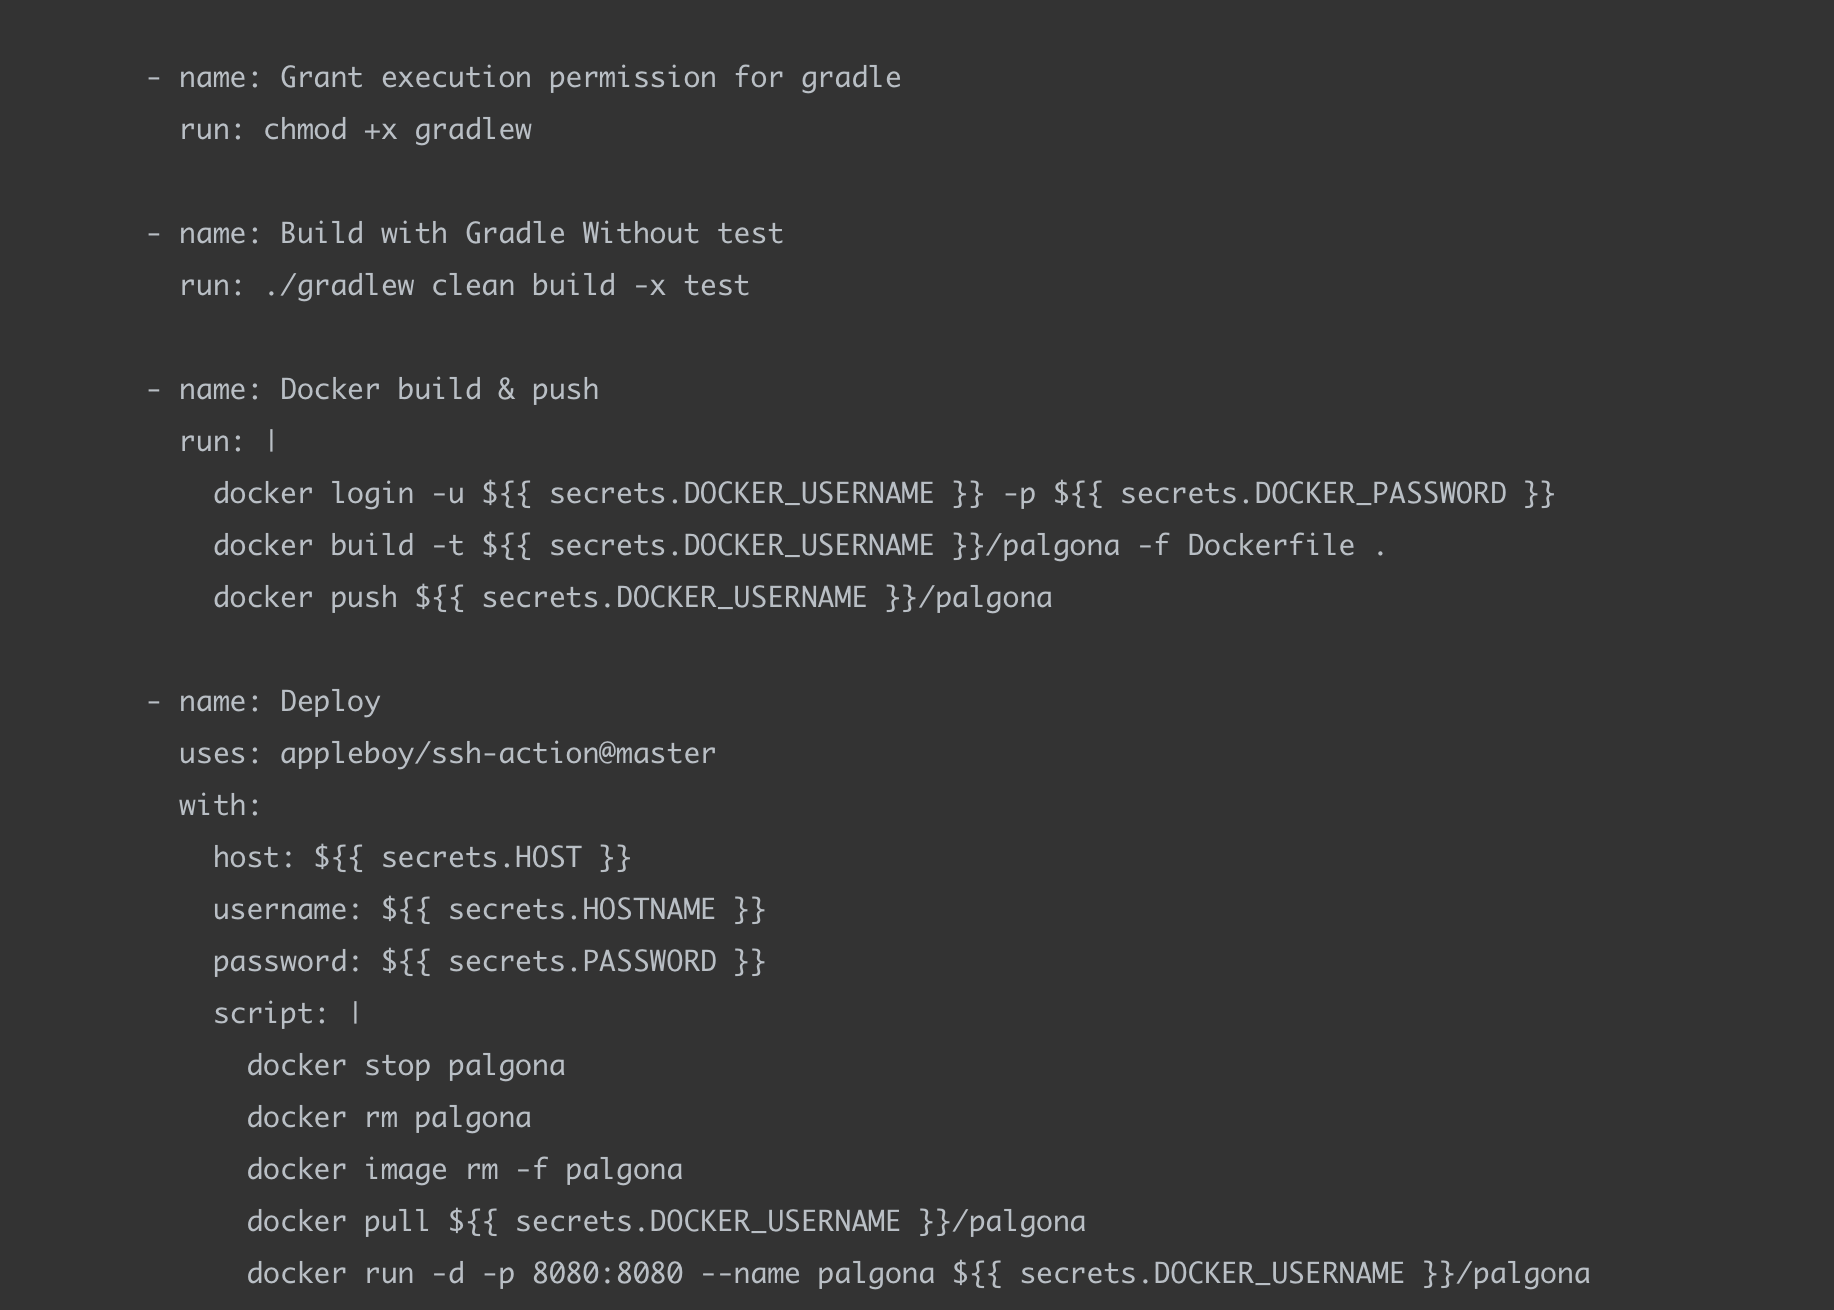 - name: Grant execution permission for gradle
run: chmod +x gradlew
- name: Build with Gradle Without test
run: ./gradlew clean build -x test
- name: Docker build & push
run: |
docker login -u ${{ secrets.DOCKER_USERNAME }} -p ${{ secrets.DOCKER_PASSWORD }}
docker build -t ${{ secrets.DOCKER_USERNAME }}/palgona -f Dockerfile .
docker push ${{ secrets.DOCKER_USERNAME }}/palgona
- name: Deploy
uses: appleboy/ssh-action@master
with:
host: ${{ secrets.HOST }}
username: ${{ secrets.HOSTNAME }}
password: ${{ secrets.PASSWORD }}
script: |
docker stop palgona
docker rm palgona
docker image rm -f palgona
docker pull ${{ secrets.DOCKER_USERNAME }}/palgona
docker run -d -p 8080:8080 --name palgona ${{ secrets.DOCKER_USERNAME }}/palgona